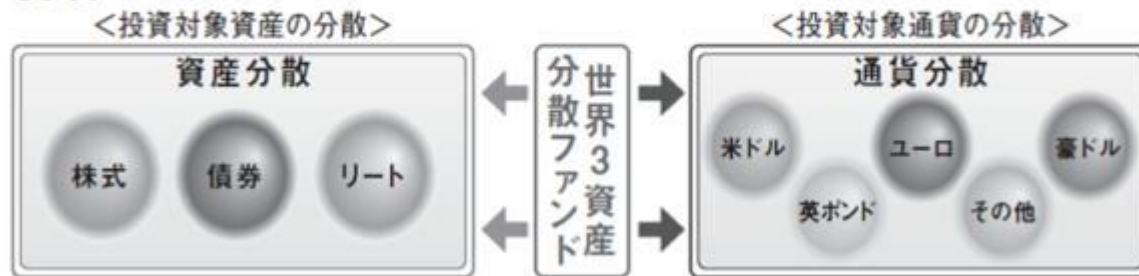 <投資対象資産の分散>
<投資対象通貨の分散>
資産分散
株式
債券
リート
世界3資産
分散ファンド
通貨分散
米ドル
ユーロ
豪ドル
英ポンド
その他